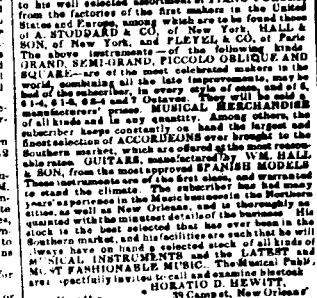 to his well selected assortment of
from the factories of the first makers in the United
States and Europe, among which are to be found those
of A. STODDARD & CO, of New York, HALL &
SON, of New York, and PLEYEL & CO, of Paris
The above instruments—of the following kinds
GRAND, SEMI-GRAND, PICCOLO OBLIQUE AND
SQUARE—are of the most celebrated makers in the
world, combining all the late improvements, may be
had of the subscriber, in every style of case, and of 6,
6 1-4, 6 1-2, 6 3-4 and 7 Octaves. They will be sold a
manufacturers' prices. MUSICAL MERCHANDISE
of all kinds and in any quantity. Among others, the
subscriber keeps constantly on hand the largest and
finest selection of ACCORDEONS ever brought to the
Southern market, which are offered at the most reason-
able rates. GUITARS, manufactured by WM. HALL
& SON, from the most approved SPANISH MODELS
These instruments are of the first class and warranted
to stand the climate. The subscriber has had many
years' experience in the Music business in the Northern
cities, as well as New Orleans, and is thoroughly ac
quainted with the minutest details of the business. His
stock is the best selected that has ever been in the
Southern market, and his facilities are such that he will
always have on hand a selected stock of all kinds of
MUSICAL INSTRUMENTS and the LATEST and
MOST FASHIONABLE MUSIC. The Musical Public
are respectfully invited to call and examine his stock
HORATIO D. HEWITT,
39 Camp st, New Orleans